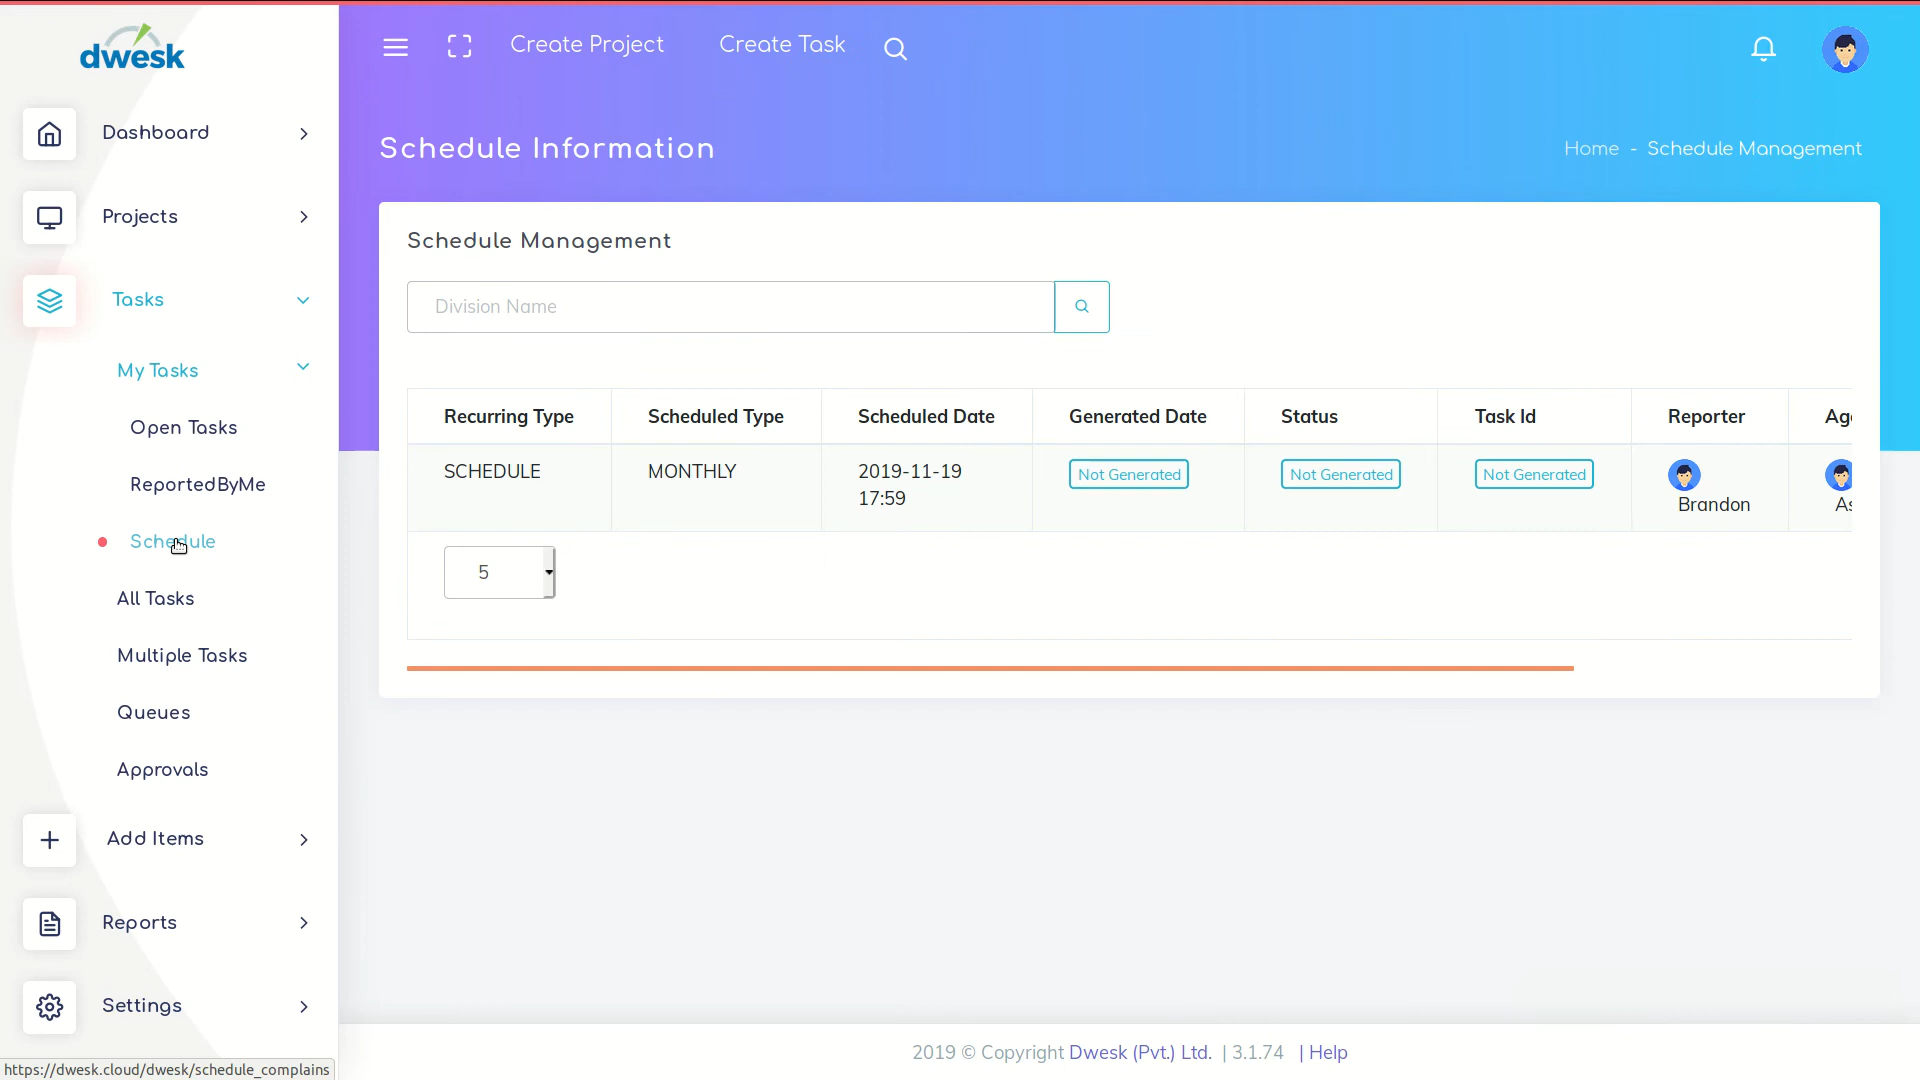 dwesk
Create Project
Create Task
Dashboard
Projects
Tasks
My Tasks
Open Tasks
ReportedByMe
Schedule
All Tasks
Multiple Tasks
Queues
Approvals
Add Items
Reports
Settings
https://dwesk.cloud/dwesk/schedule_complains
Schedule Information
Home - Schedule Management
Schedule Management
Division Name
Recurring Type Scheduled Type Scheduled Date Generated Date Status Task Id Reporter
SCHEDULE MONTHLY 2019-11-19 Not Generated Not Generated Not Generated
17:59 Brandon
5
2019 © Copyright Dwesk (Pvt.) Ltd. | 3.1.74 | Help